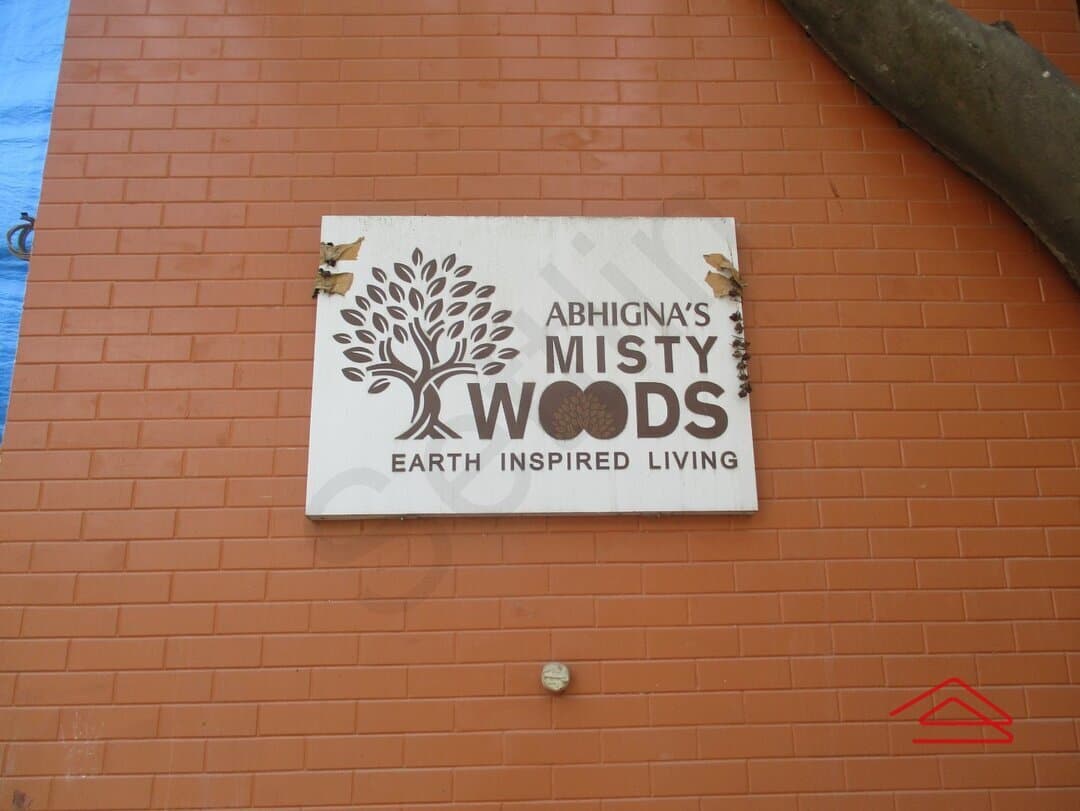 ABHIGNA'S
MISTY
WOODS
EARTH INSPIRED LIVING